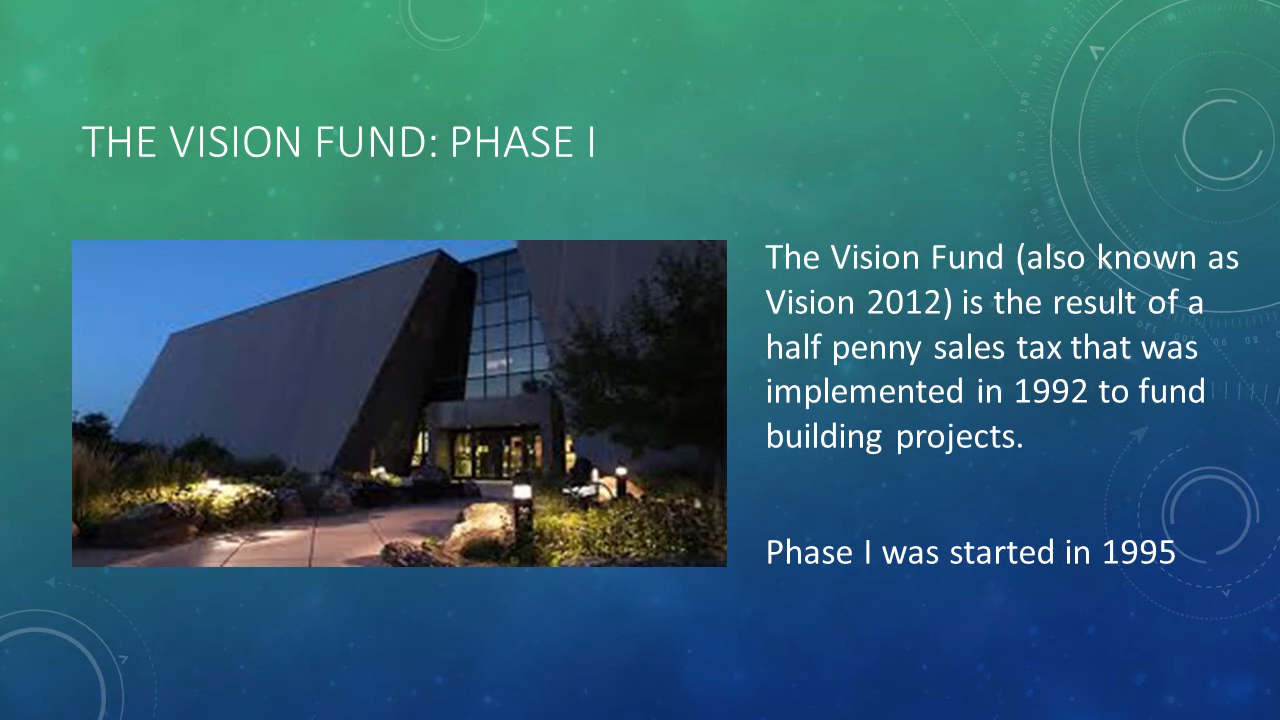 THE VISION FUND: PHASE I
The Vision Fund (also known as
Vision 2012) is the result of a
half penny sales tax that was
implemented in 1992 to fund
building projects.
Phase I was started in 1995